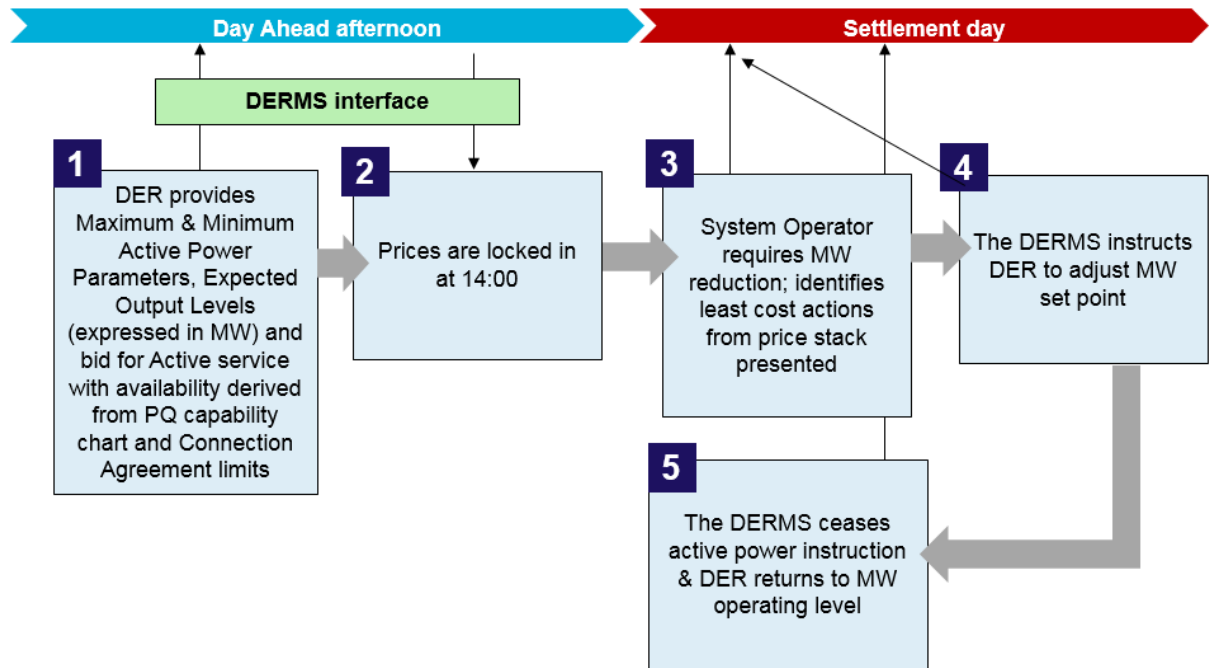 Day Ahead afternoon
Settlement day
DERMS interface
1
DER provides
Maximum & Minimum
Active Power
Parameters, Expected
Output Levels
(expressed in MW) and
bid for Active service
with availability derived
from PQ capability
chart and Connection
Agreement limits
2
Prices are locked in
at 14:00
3
System Operator
requires MW
reduction; identifies
least cost actions
from price stack
presented
4
The DERMS instructs
DER to adjust MW
set point
5
The DERMS ceases
active power instruction
& DER returns to MW
operating level